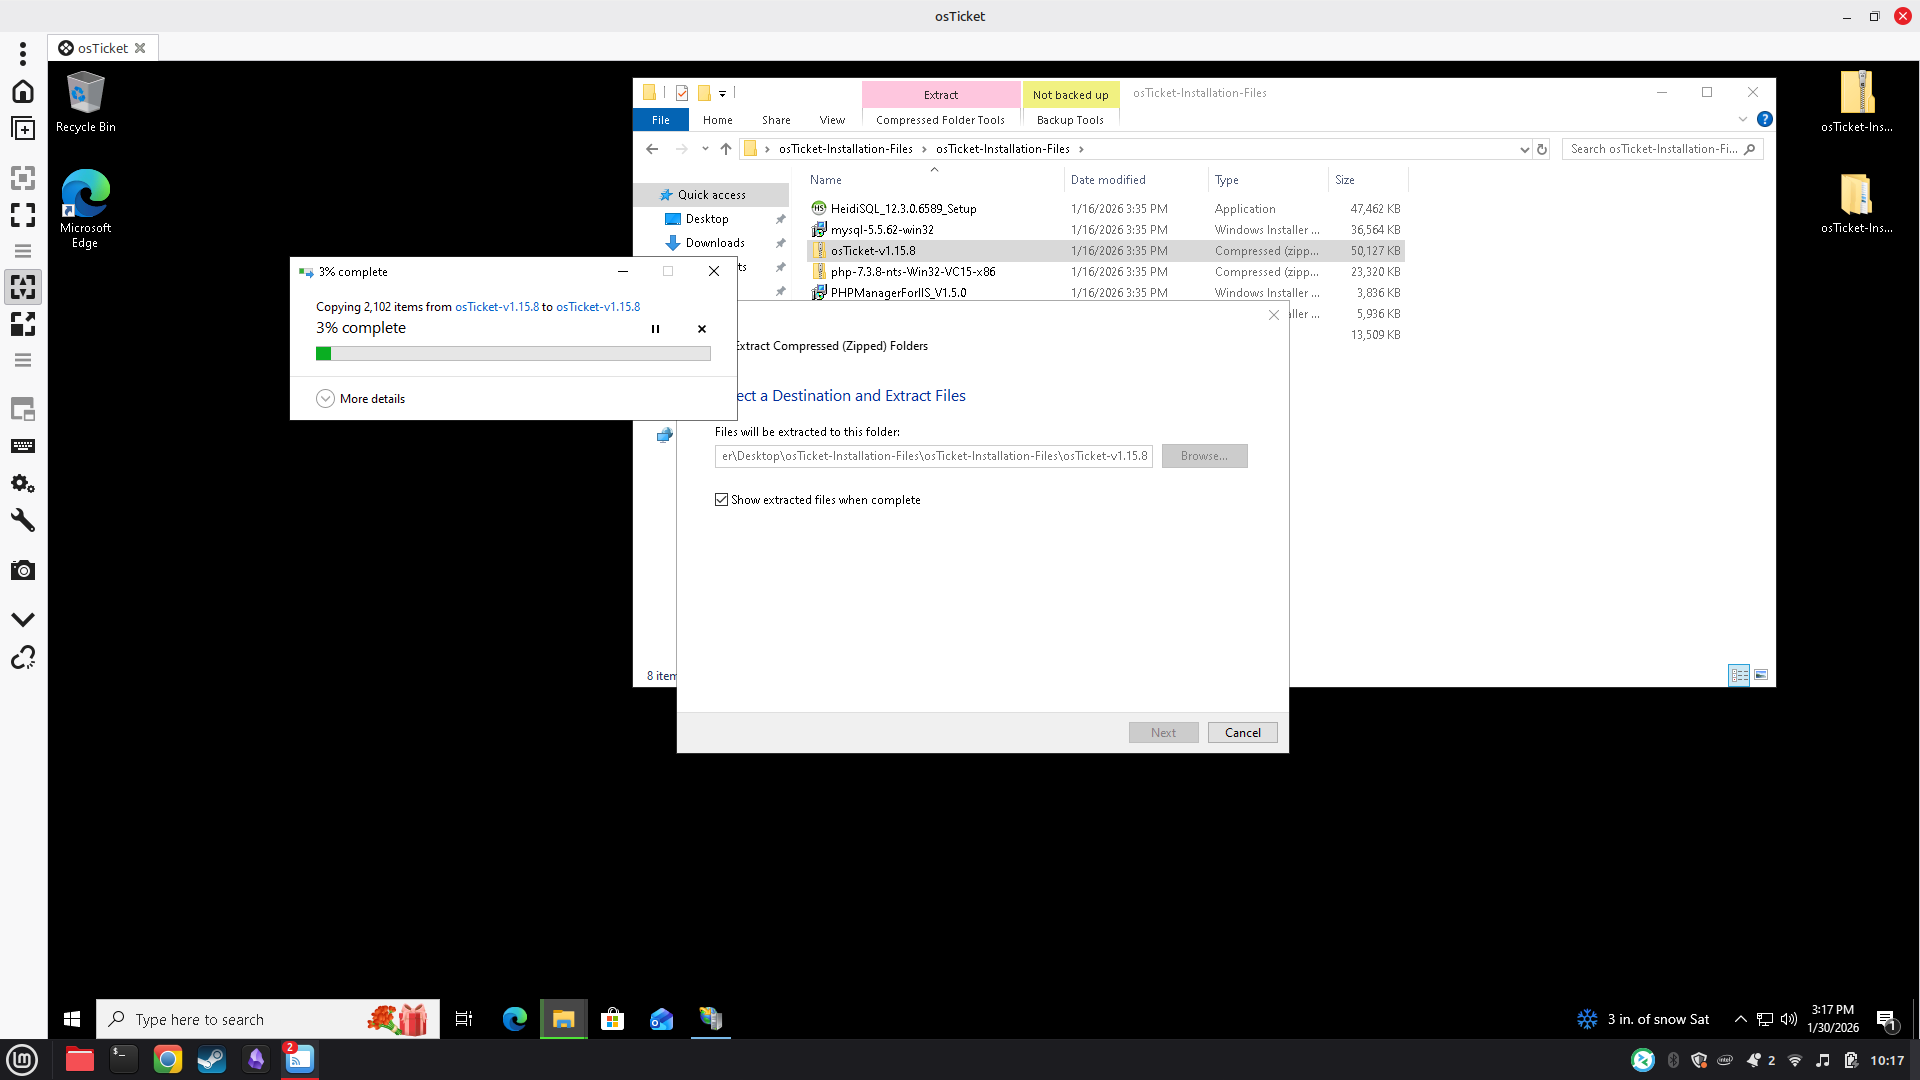 osTicket
osTicket
Recycle Bin
Microsoft
Edge
osTicket-Ins...
osTicket-Ins...
Extract
Not backed up
osTicket-Installation-Files
File
Home
Share
View
Compressed Folder Tools
Backup Tools
osTicket-Installation-Files › osTicket-Installation-Files ›
Search osTicket-Installation-Fi...
Name
Date modified
Type
Size
Quick access
Desktop
Downloads
ts
HeidiSQL_12.3.0.6589_Setup 1/16/2026 3:35 PM Application 47,462 KB
mysql-5.5.62-win32 1/16/2026 3:35 PM Windows Installer ... 36,564 KB
osTicket-v1.15.8 1/16/2026 3:35 PM Compressed (zipp... 50,127 KB
php-7.3.8-nts-Win32-VC15-x86 1/16/2026 3:35 PM Compressed (zipp... 23,320 KB
PHPManagerForIIS_V1.5.0 1/16/2026 3:35 PM Windows Installer ... 3,836 KB
ller ... 5,936 KB
13,509 KB
8 item
3% complete
Copying 2,102 items from osTicket-v1.15.8 to osTicket-v1.15.8
3% complete
More details
Extract Compressed (Zipped) Folders
ect a Destination and Extract Files
Files will be extracted to this folder:
er\Desktop\osTicket-Installation-Files\osTicket-Installation-Files\osTicket-v1.15.8
Browse...
Show extracted files when complete
Next
Cancel
Type here to search
3 in. of snow Sat
3:17 PM
1/30/2026
1
2
2
10:17